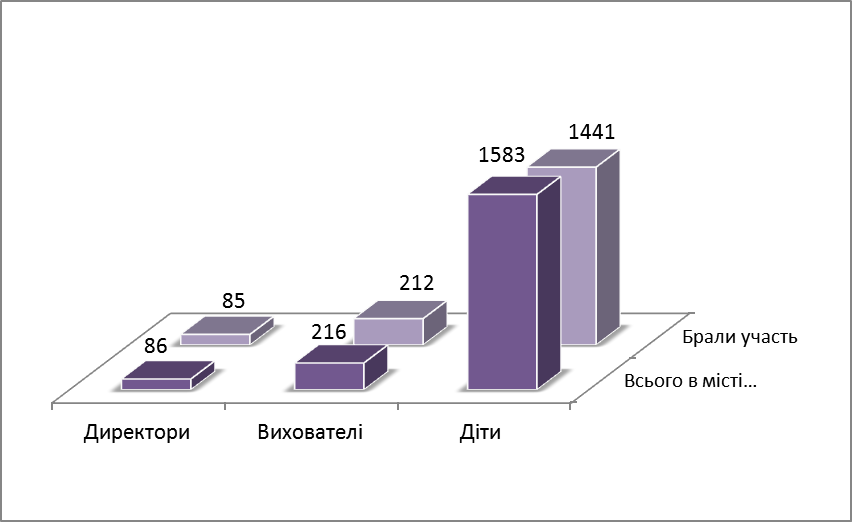 1441
1583
212
85
216
86
Брали участь
Всього в місті...
Директори Вихователі Діти